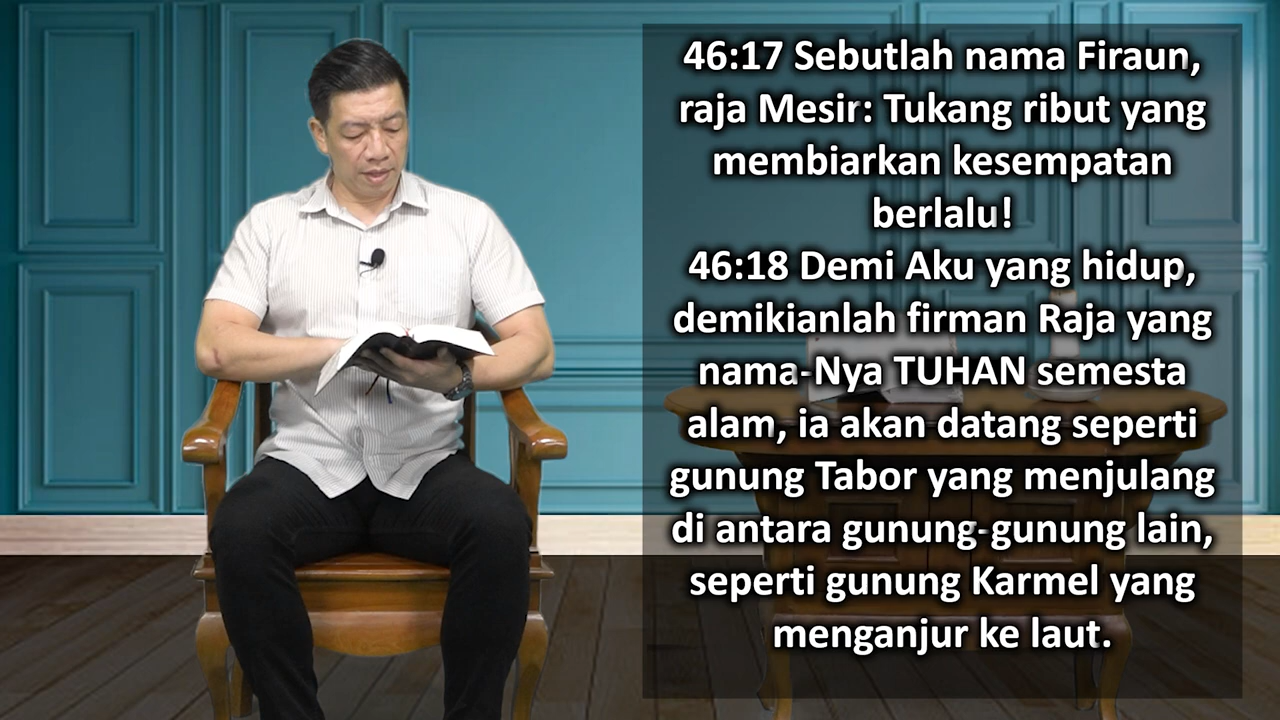 46:17 Sebutlah nama Firaun,
raja Mesir: Tukang ribut yang
membiarkan kesempatan
berlalu!
46:18 Demi Aku yang hidup,
demikianlah firman Raja yang
nama-Nya TUHAN semesta
alam, ia akan datang seperti
gunung Tabor yang menjulang
di antara gunung-gunung lain,
seperti gunung Karmel yang
menganjur ke laut.